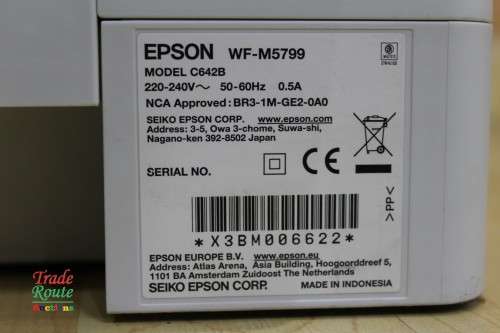 EPSON WF-M5799
MODEL C642B
220-240V~ 50-60Hz 0.5A
NCA Approved: BR3-1M-GE2-0A0
SEIKO EPSON CORP. www.epson.com
Address: 3-5, Owa 3-chome, Suwa-shi,
Nagano-ken 392-8502 Japan
SERIAL NO.
CE
>PP<
*X3BM006622*
EPSON EUROPE B.V. www.epson.eu
Address: Atlas Arena, Asia Building, Hoogoorddreef 5,
1101 BA Amsterdam Zuidoost The Netherlands
SEIKO EPSON CORP. MADE IN INDONESIA
Trade
Route
Auctions